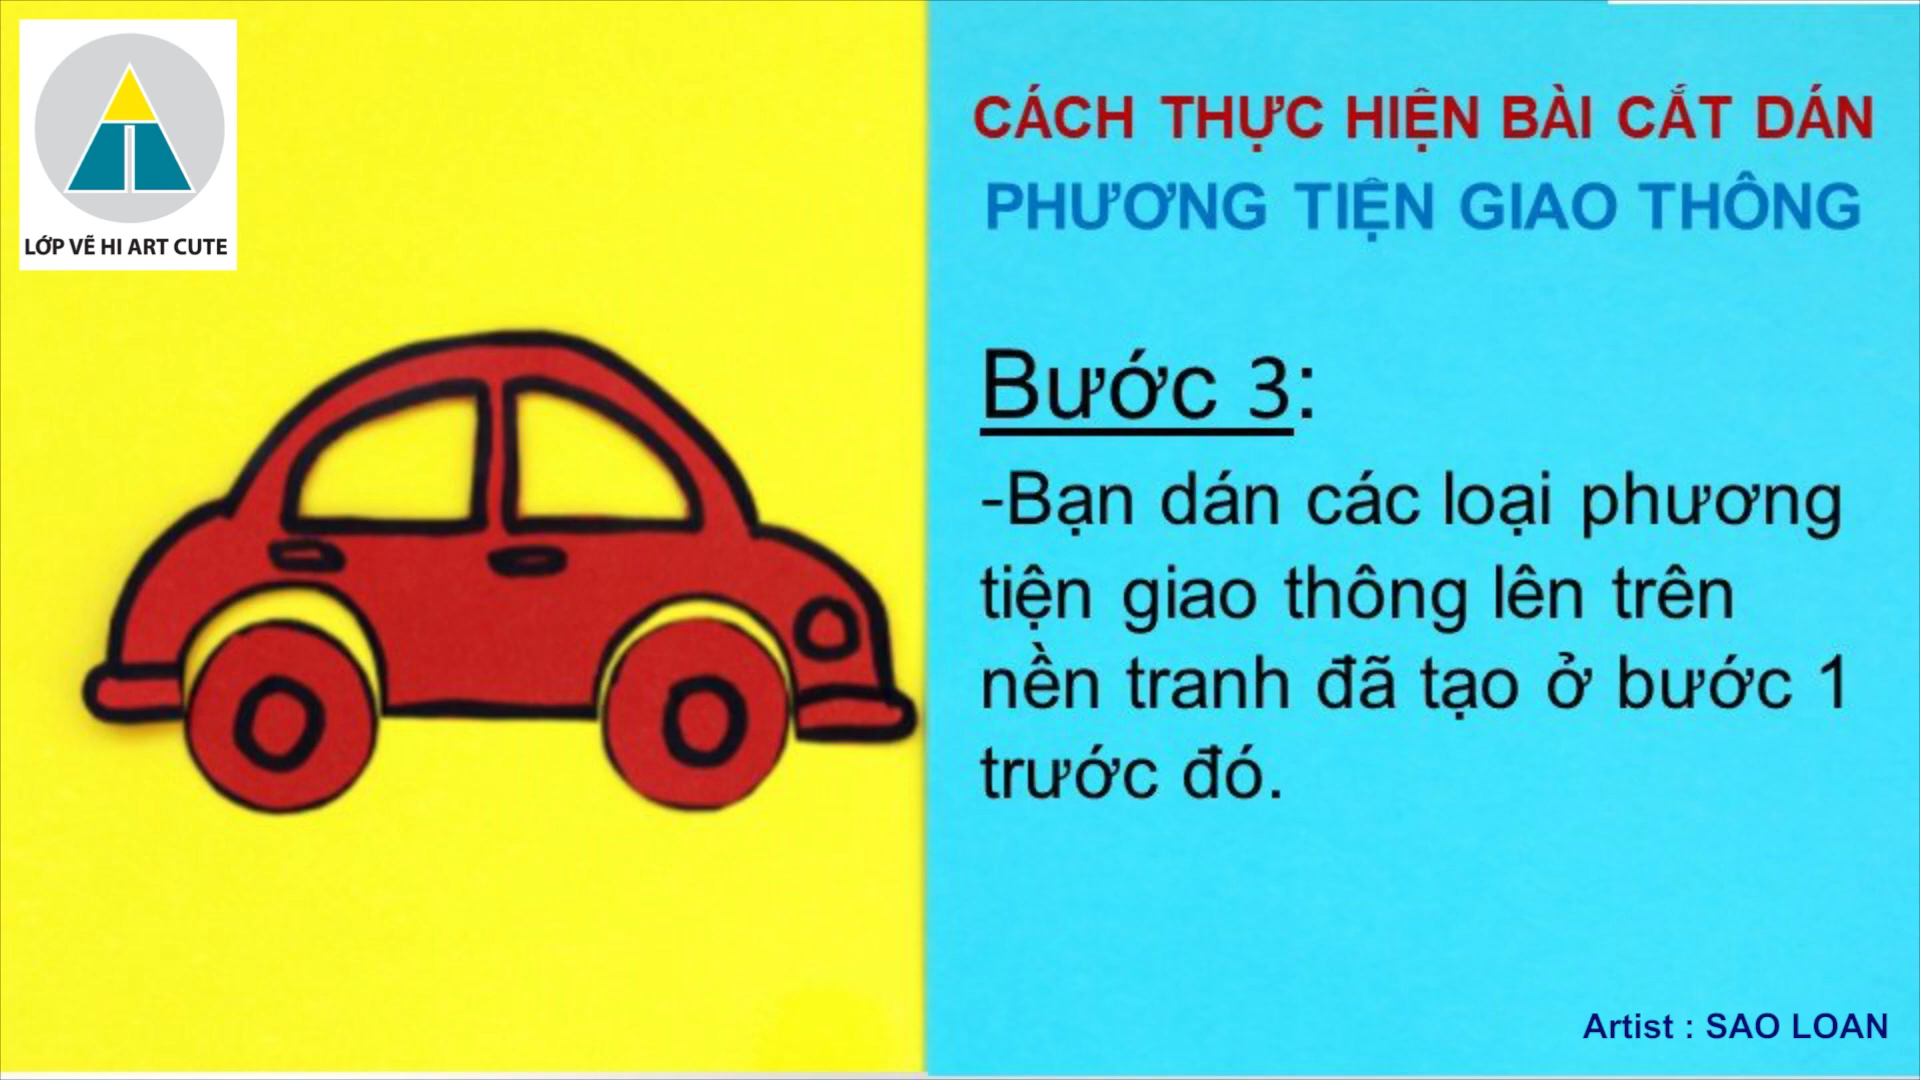 LỚP VẼ HI ART CUTE
CÁCH THỰC HIỆN BÀI CẮT DÁN
PHƯƠNG TIỆN GIAO THÔNG
Bước 3:
-Bạn dán các loại phương
tiện giao thông lên trên
nền tranh đã tạo ở bước 1
trước đó.
Artist : SAO LOAN